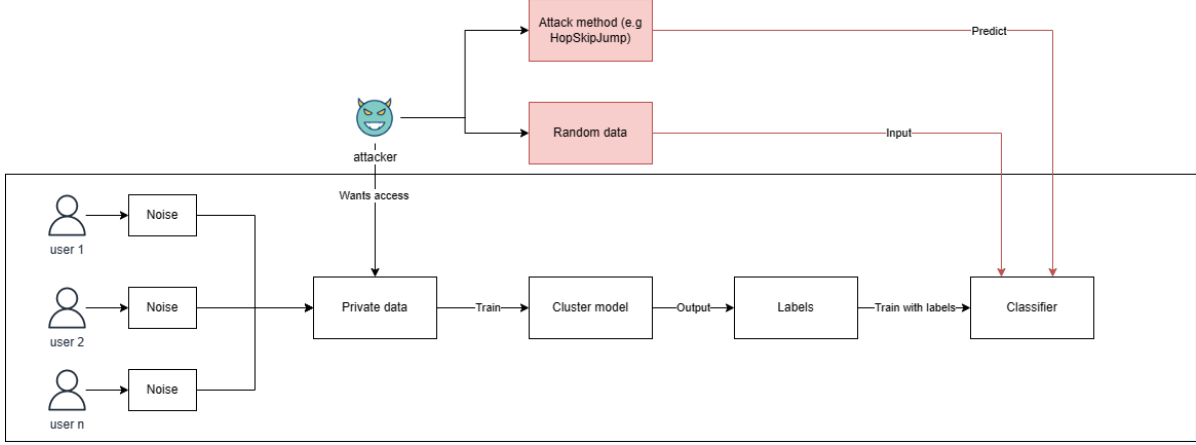 Attack method (e.g
HopSkipJump)
Predict
Random data
Input
attacker
Wants access
user 1
Noise
user 2
Noise
user n
Noise
Private data
Train
Cluster model
Output
Labels
Train with labels
Classifier